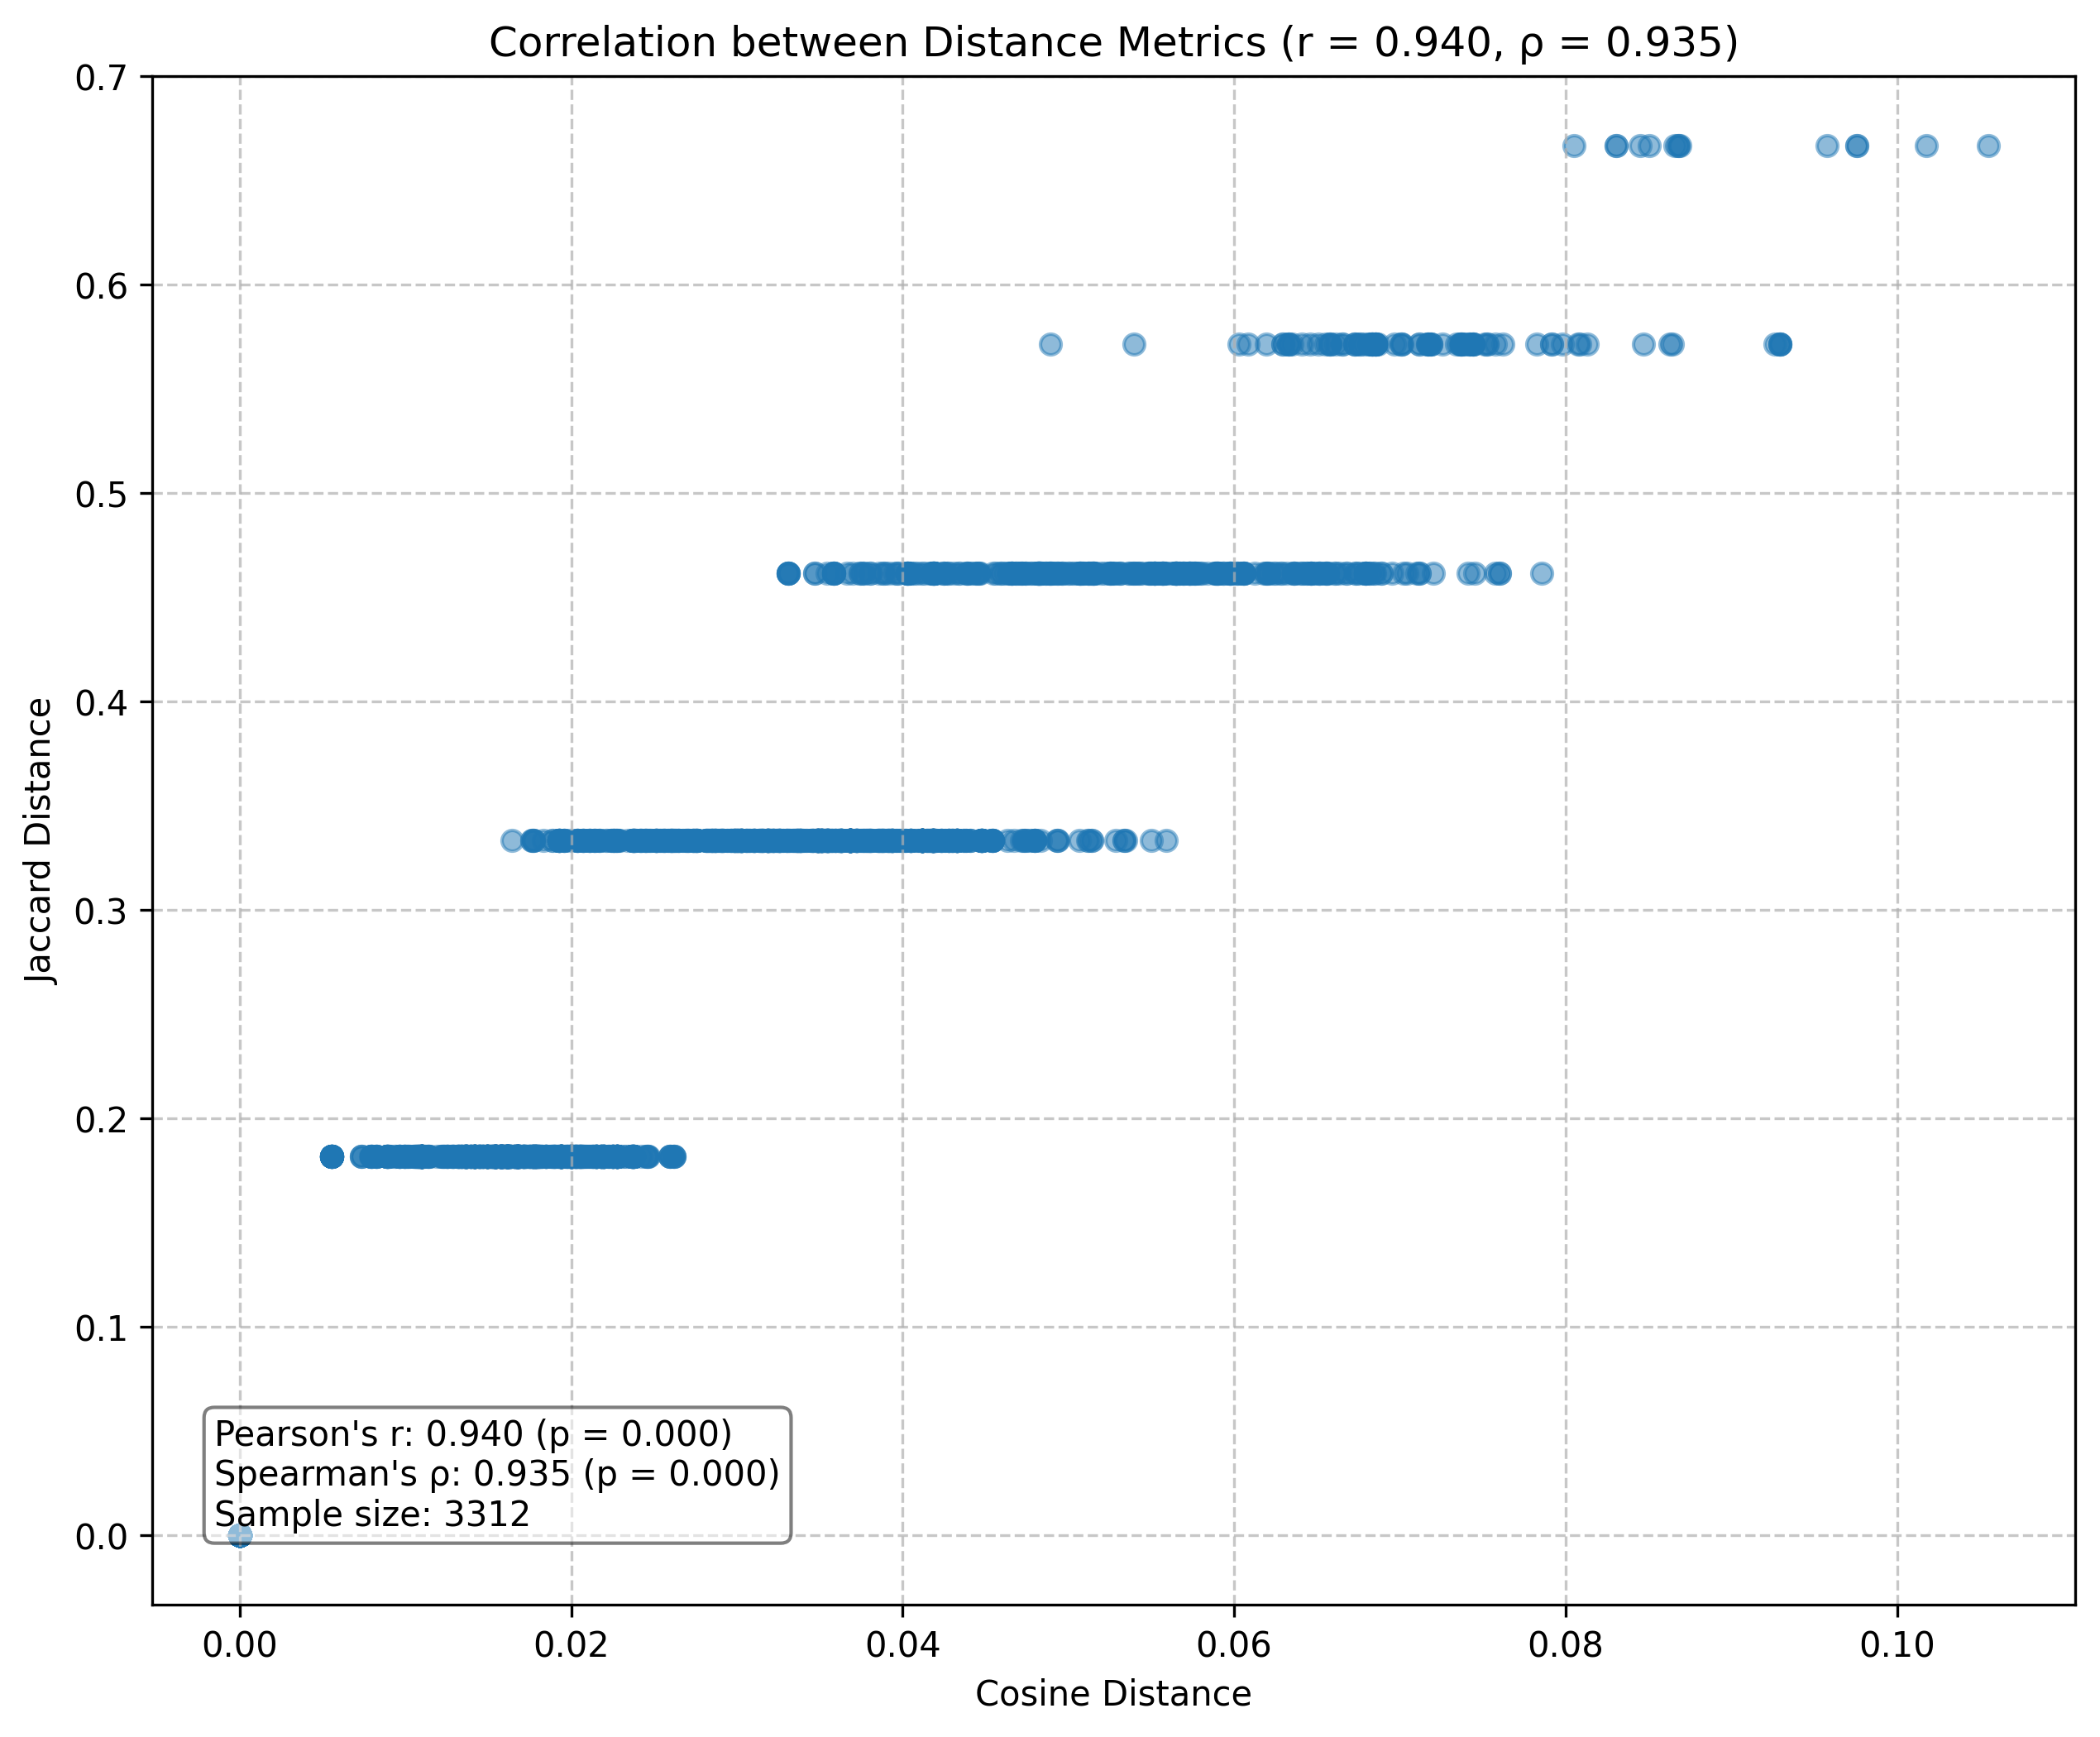 Correlation between Distance Metrics (r = 0.940, ρ = 0.935)
0.7
0.6
0.5
0.4
0.3
0.2
0.1
0.0
Jaccard Distance
Pearson's r: 0.940 (p = 0.000)
Spearman's ρ: 0.935 (p = 0.000)
Sample size: 3312
0.00 0.02 0.04 0.06 0.08 0.10
Cosine Distance